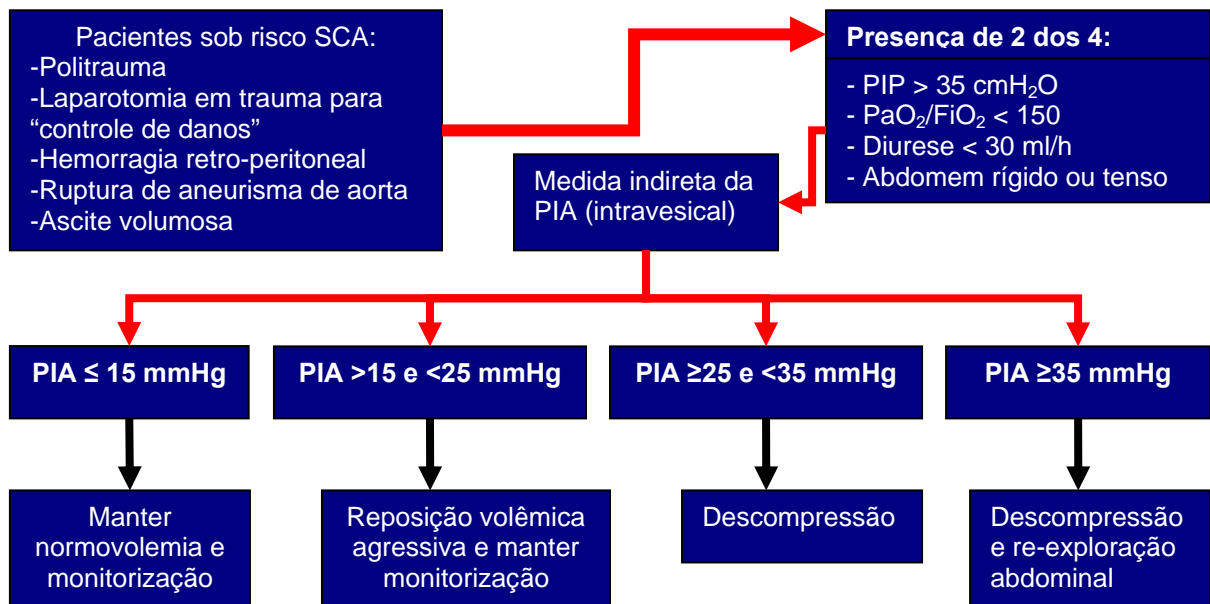 Pacientes sob risco SCA:
-Politrauma
-Laparotomia em trauma para
“controle de danos”
-Hemorragia retro-peritoneal
-Ruptura de aneurisma de aorta
-Ascite volumosa
Presença de 2 dos 4:
- PIP > 35 cmH₂O
- PaO₂/FiO₂ < 150
- Diurese < 30 ml/h
- Abdomem rígido ou tenso
Medida indireta da
PIA (intravesical)
PIA ≤ 15 mmHg
PIA >15 e <25 mmHg
PIA ≥25 e <35 mmHg
PIA ≥35 mmHg
Manter
normovolemia e
monitorização
Reposição volêmica
agressiva e manter
monitorização
Descompressão
Descompressão
e re-exploração
abdominal